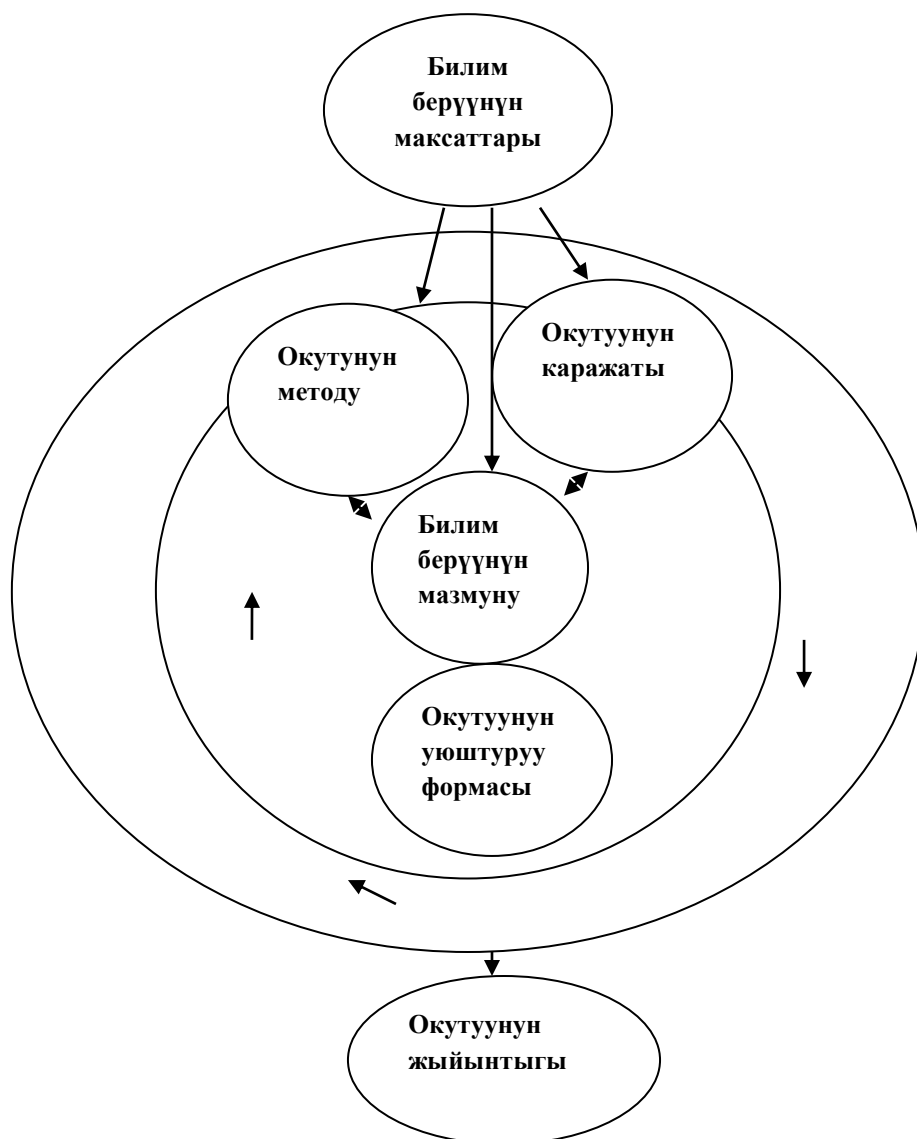 Билим
берүүнүн
максаттары
Окутунун
методу
Окутуунун
каражаты
Билим
берүүнүн
мазмуну
Окутуунун
уюштуруу
формасы
Окутуунун
жыйынтыгы